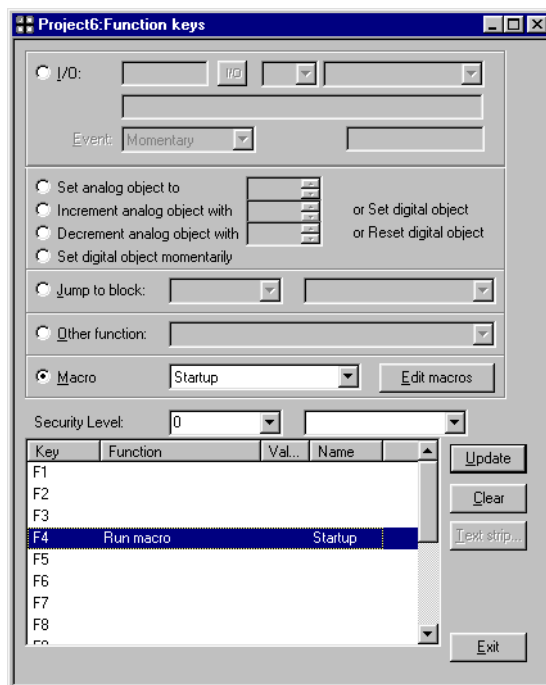 Project6:Function keys
I/O: I/O
Event: Momentary
Set analog object to
Increment analog object with or Set digital object
Decrement analog object with or Reset digital object
Set digital object momentarily
Jump to block:
Other function:
Macro Startup Edit macros
Security Level: 0
Key Function Val... Name
Update
F1
F2
Clear
F3
F4 Run macro Startup
Text strip...
F5
F6
F7
F8
Exit